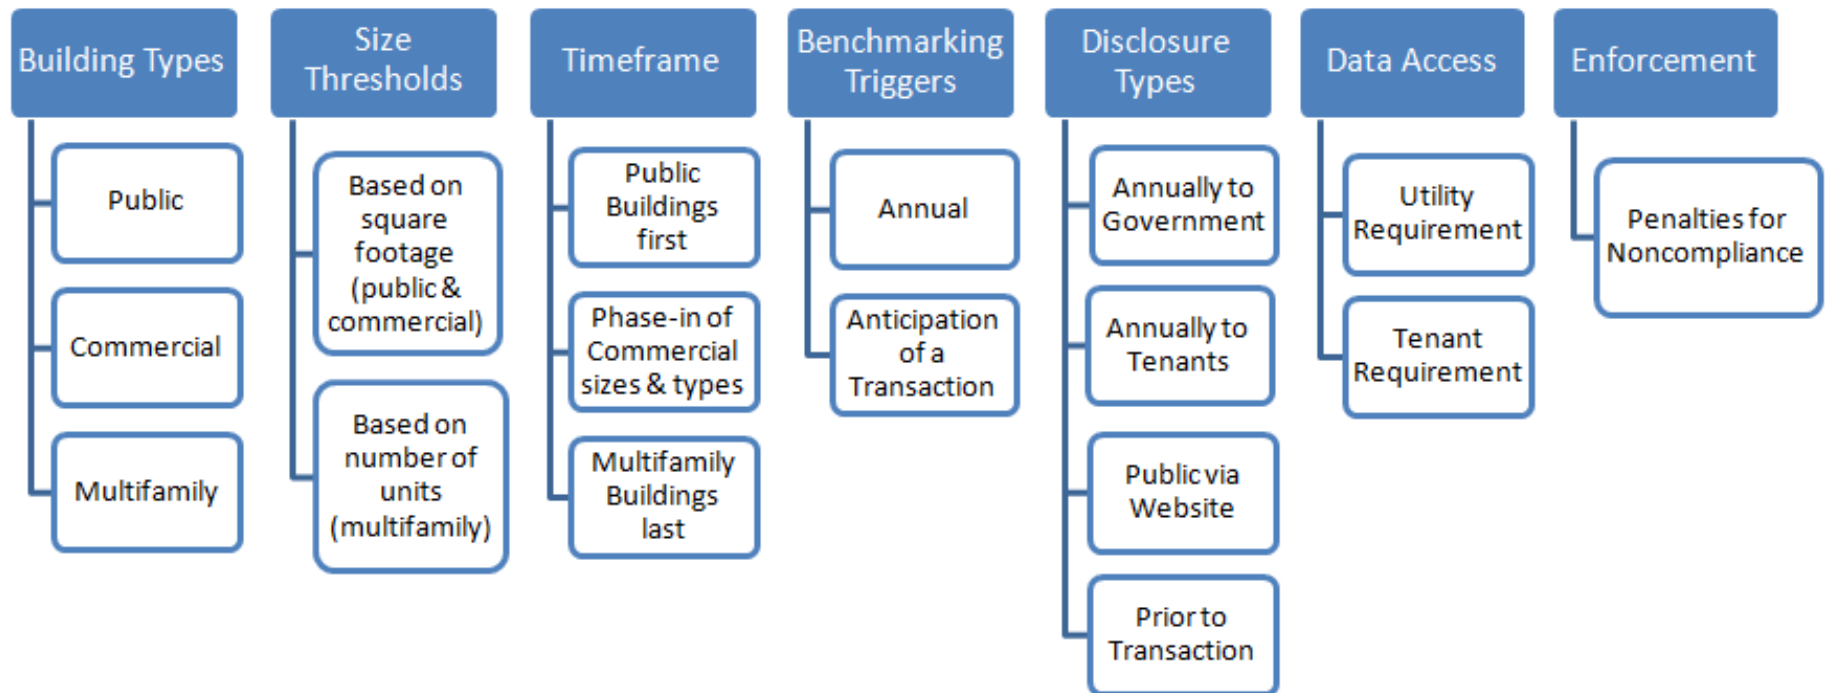 Building Types
Size
Thresholds
Timeframe
Benchmarking
Triggers
Disclosure
Types
Data Access
Enforcement
Public
Commercial
Multifamily
Based on
square
footage
(public &
commercial)
Based on
number of
units
(multifamily)
Public
Buildings
first
Phase-in of
Commercial
sizes & types
Multifamily
Buildings
last
Annual
Anticipation
of a
Transaction
Annually to
Government
Annually to
Tenants
Public via
Website
Prior to
Transaction
Utility
Requirement
Tenant
Requirement
Penalties for
Noncompliance